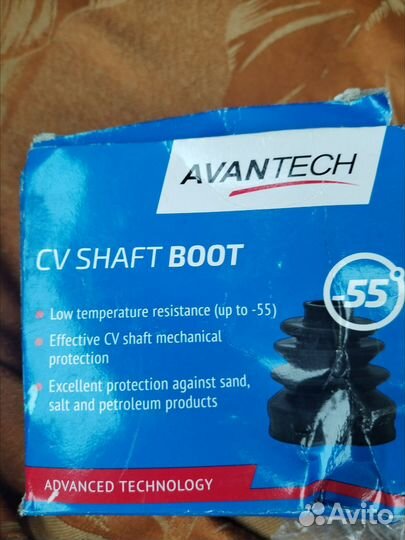 AVANTECH
CV SHAFT BOOT
-55°
Low temperature resistance (up to -55)
Effective CV shaft mechanical
protection
Excellent protection against sand,
salt and petroleum products
ADVANCED TECHNOLOGY
Avito